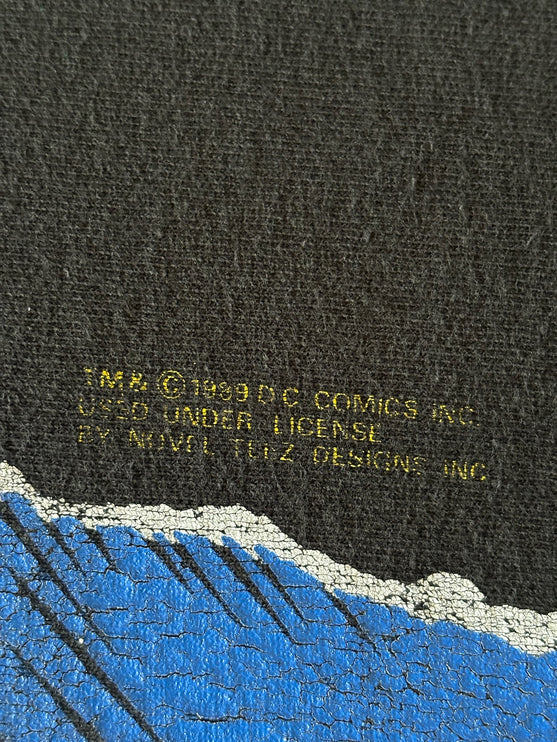 TM & © 1989 D.C. COMICS INC.
USED UNDER LICENSE
BY NOVEL TEEZ DESIGNS INC.